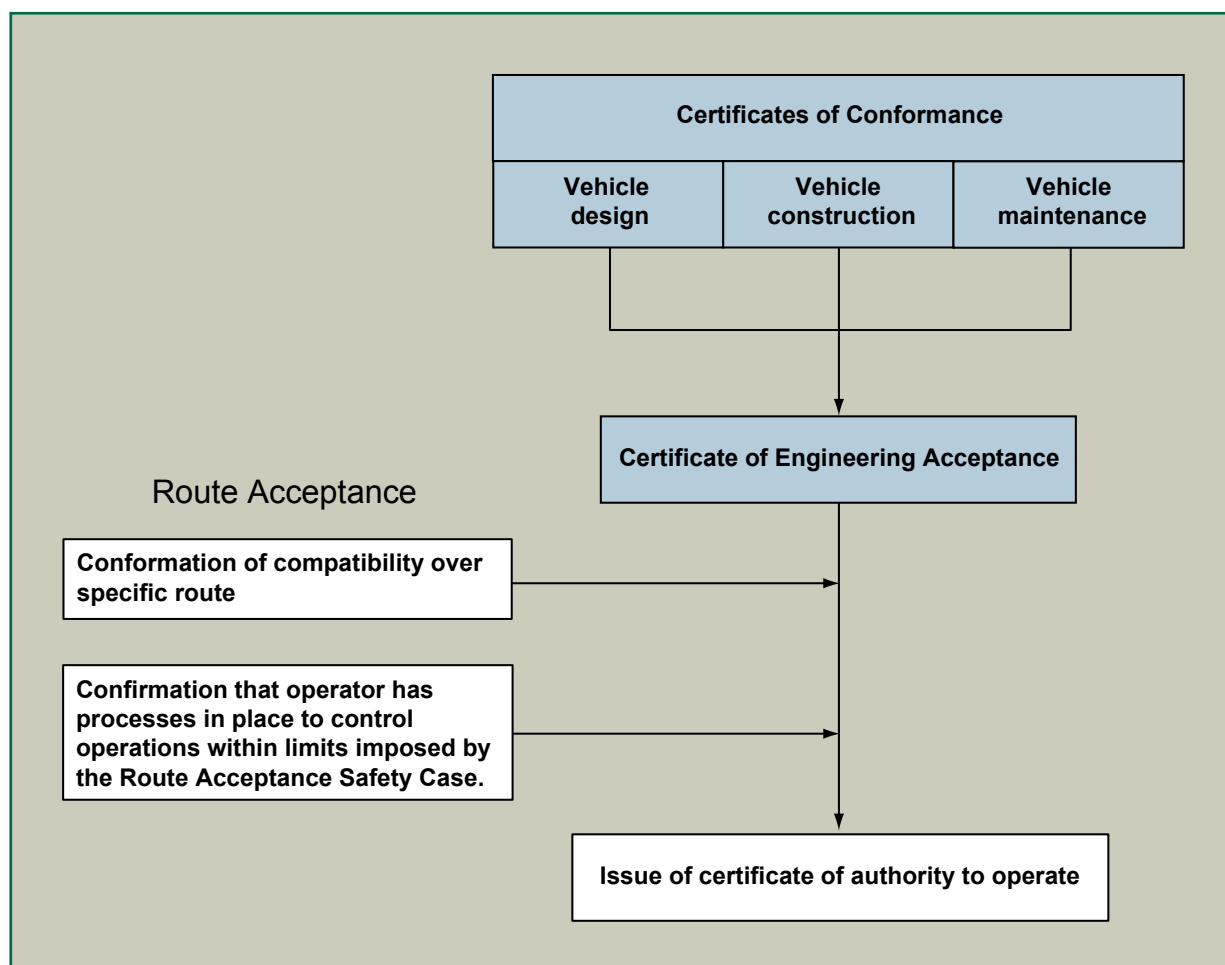 Certificates of Conformance
Vehicle
design
Vehicle
construction
Vehicle
maintenance
Certificate of Engineering Acceptance
Route Acceptance
Conformation of compatibility over
specific route
Confirmation that operator has
processes in place to control
operations within limits imposed by
the Route Acceptance Safety Case.
Issue of certificate of authority to operate